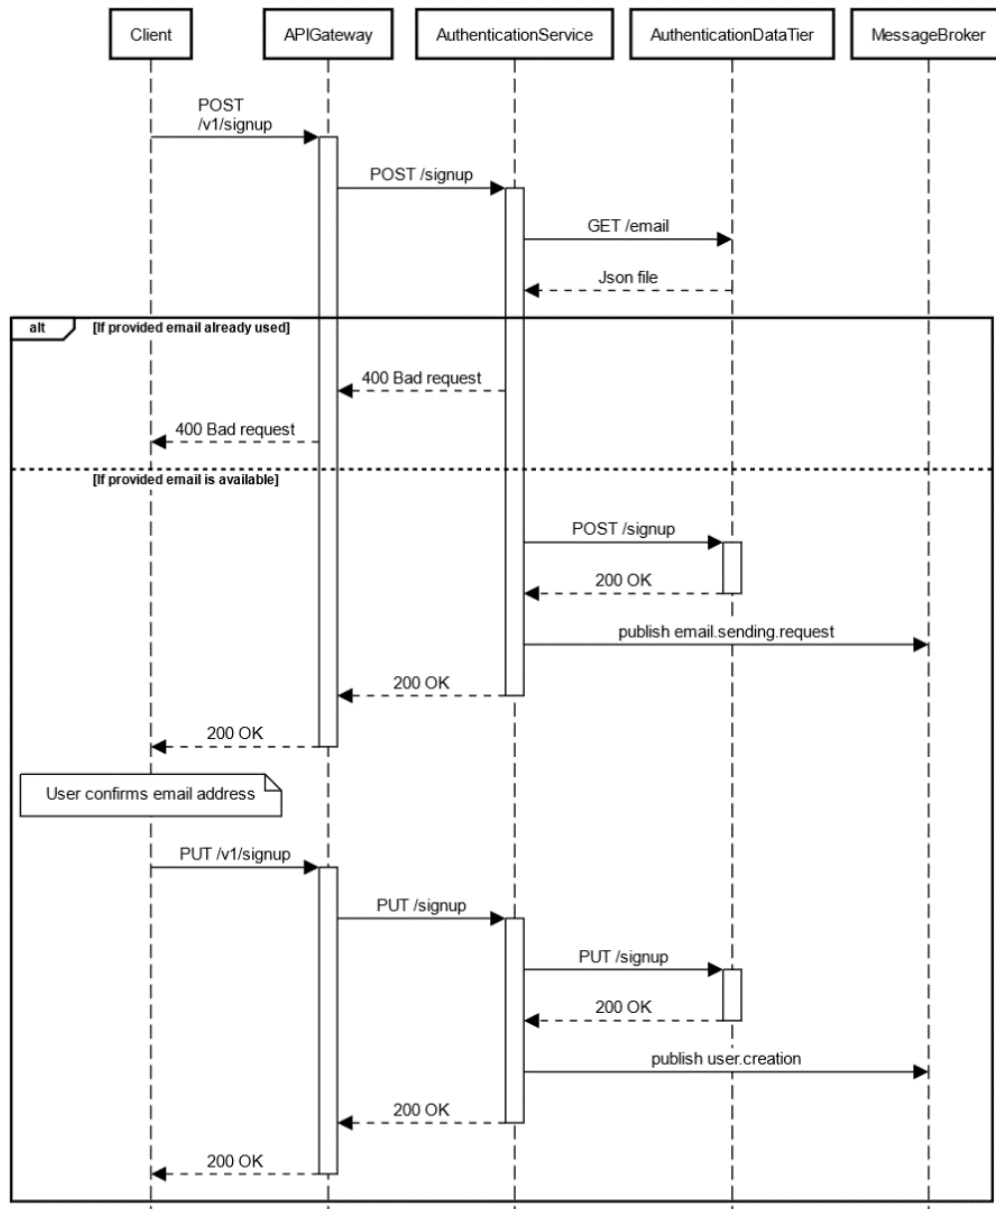 Client
APIGateway
AuthenticationService
AuthenticationDataTier
MessageBroker
POST
/v1/signup
POST /signup
GET /email
Json file
alt
[If provided email already used]
400 Bad request
400 Bad request
[If provided email is available]
POST /signup
200 OK
publish email.sending.request
200 OK
200 OK
User confirms email address
PUT /v1/signup
PUT /signup
PUT /signup
200 OK
publish user.creation
200 OK
200 OK